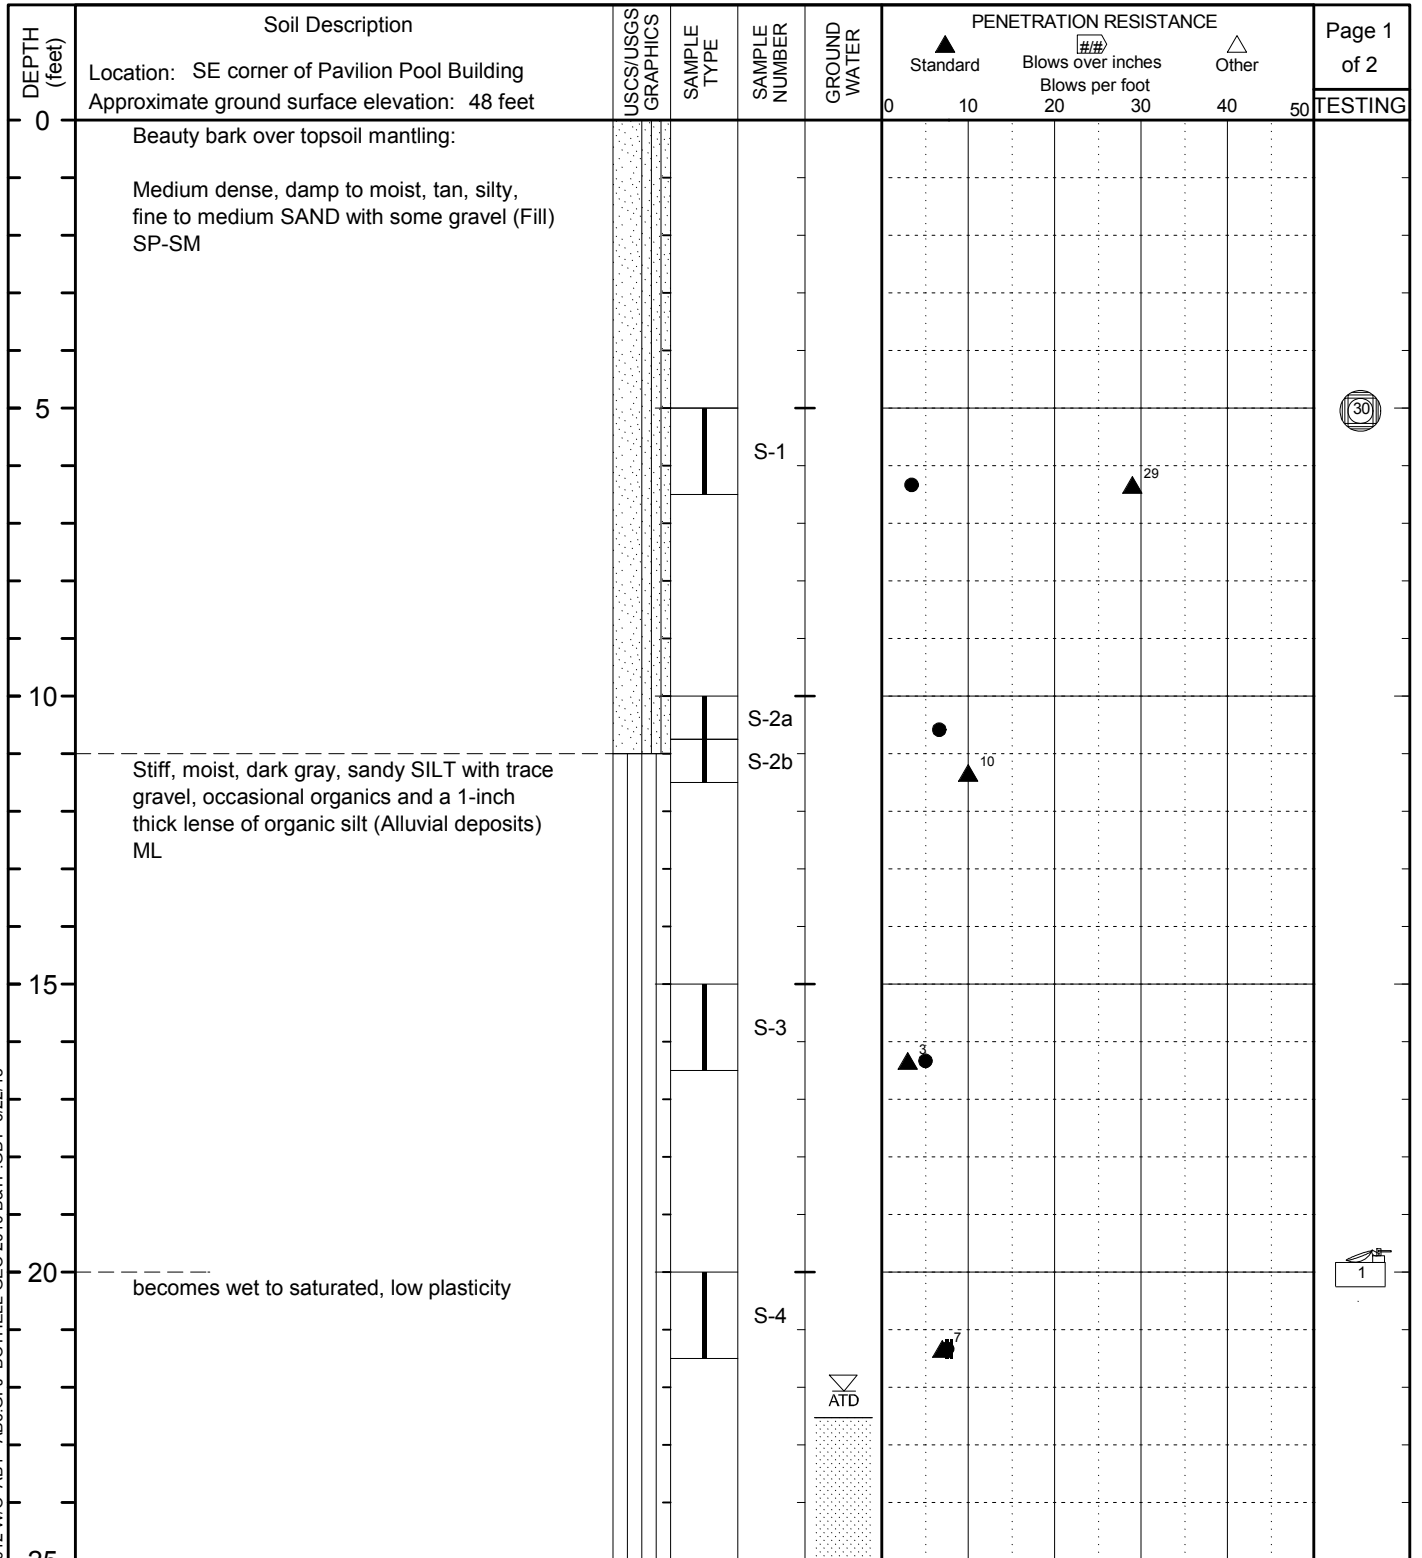 DEPTH
(feet)
Soil Description
Location: SE corner of Pavilion Pool Building
Approximate ground surface elevation: 48 feet
USCS/USGS
GRAPHICS
SAMPLE
TYPE
SAMPLE
NUMBER
GROUND
WATER
PENETRATION RESISTANCE
#/#
Standard
Blows over inches
Other
Blows per foot
0 10 20 30 40 50
Page 1
of 2
TESTING
0
Beauty bark over topsoil mantling:
Medium dense, damp to moist, tan, silty,
fine to medium SAND with some gravel (Fill)
SP-SM
5
30
S-1
29
10
S-2a
S-2b
10
Stiff, moist, dark gray, sandy SILT with trace
gravel, occasional organics and a 1-inch
thick lense of organic silt (Alluvial deposits)
ML
15
S-3
3
20
1
becomes wet to saturated, low plasticity
S-4
7
ATD
25